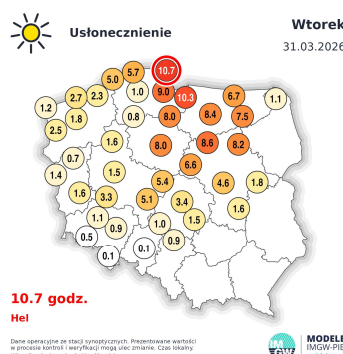 Usłonecznienie
Wtorek
31.03.2026
5.0 5.7 10.7
2.7 2.3 1.0 9.0 10.3 6.7 1.1
1.2 1.8 0.8 8.0 8.4 7.5
2.5 1.6 8.0 8.6 8.2
0.7 6.6
1.4 1.5 5.4 4.6 1.8
1.6 3.3 5.1 3.4 1.6
1.1 0.9 1.0 1.5
0.5 0.1 0.9
0.1
10.7 godz.
Hel
Dane operacyjne ze stacji synoptycznych. Prezentowane wartości
w procesie kontroli i weryfikacji mogą ulec zmianie. Czas lokalny.
IM
GW
MODELE
IMGW-PIB